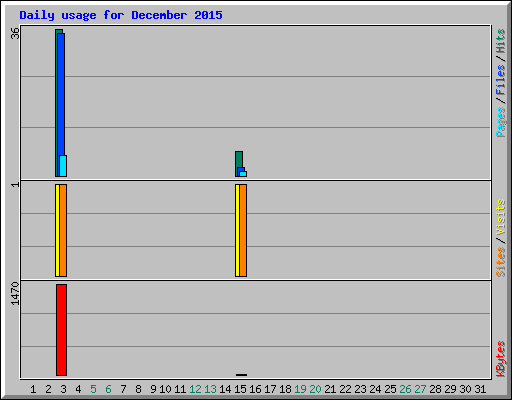 Daily usage for December 2015
36
Pages / Files / Hits
1
Sites / Visits
1470
KBytes
1 2 3 4 5 6 7 8 9 10 11 12 13 14 15 16 17 18 19 20 21 22 23 24 25 26 27 28 29 30 31